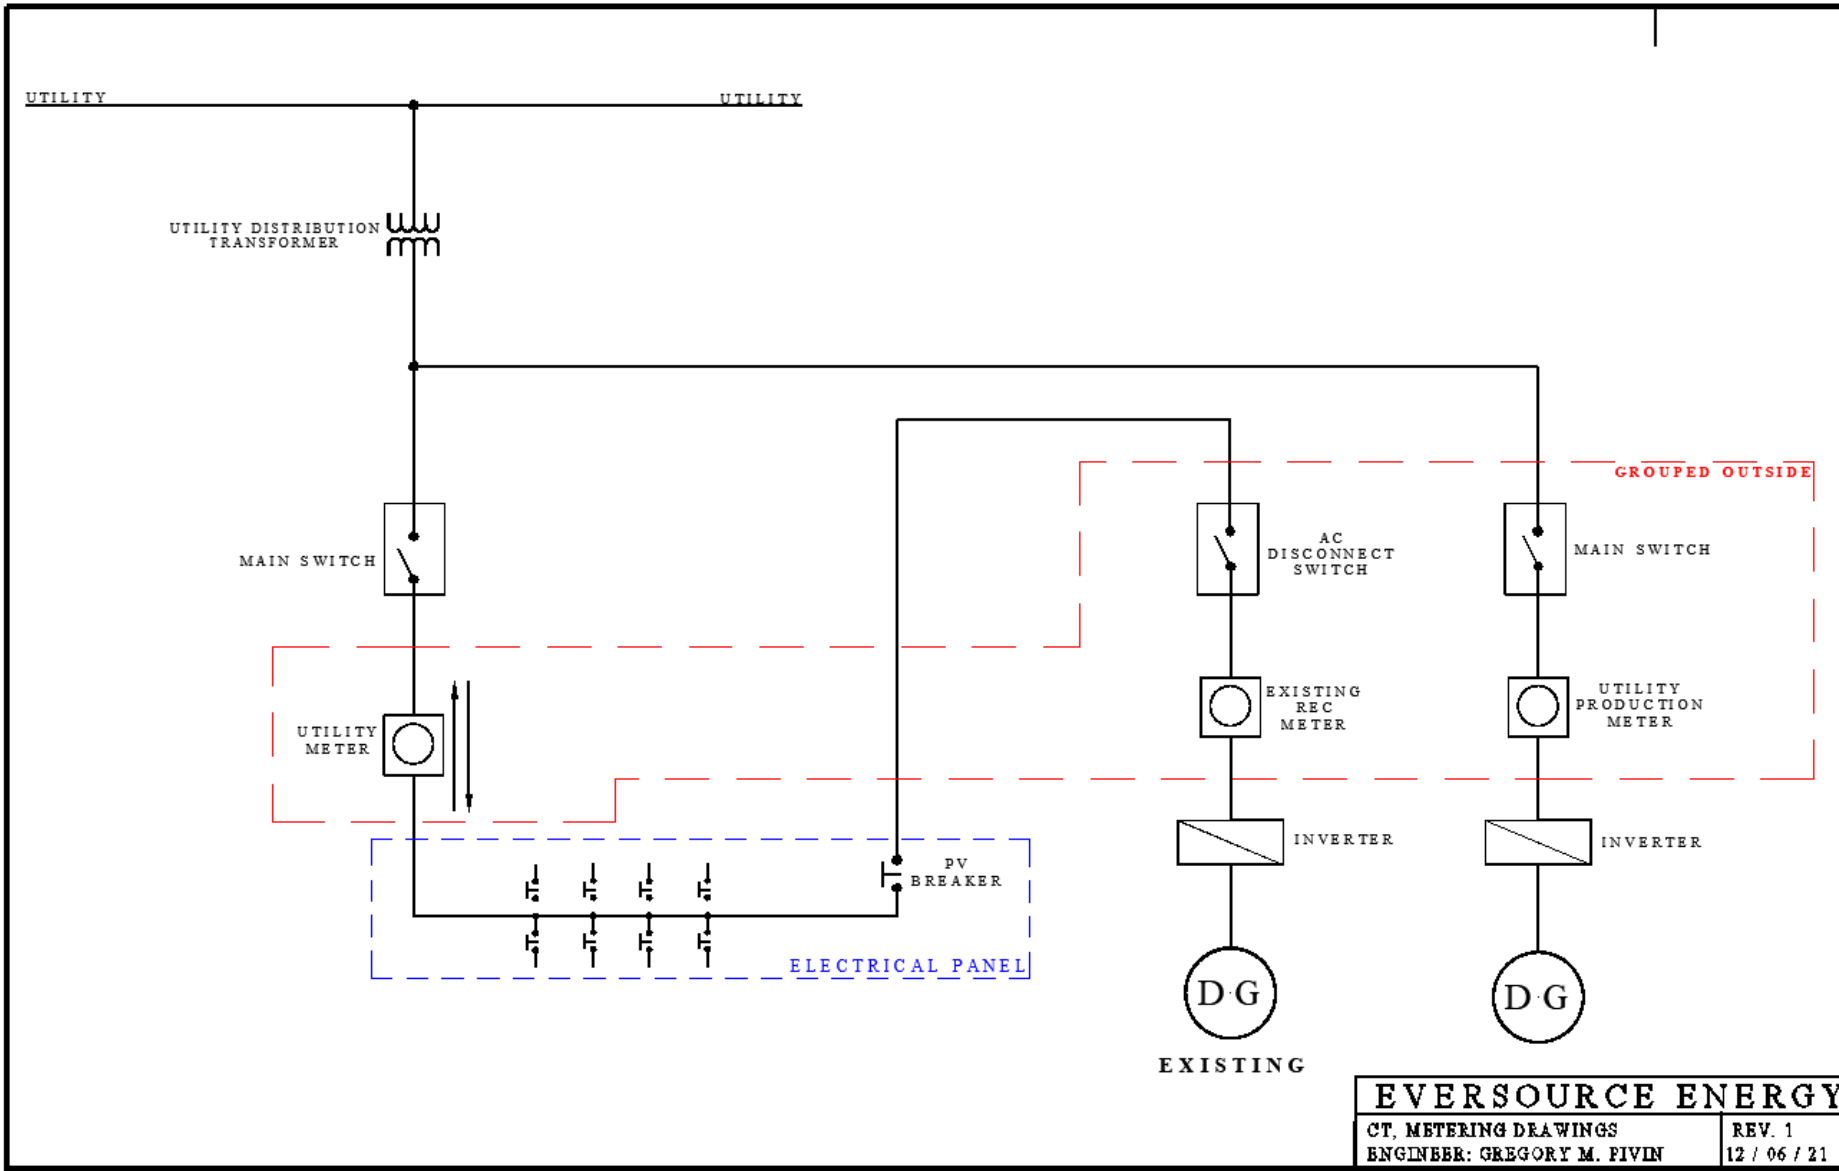 UTILITY
UTILITY
UTILITY DISTRIBUTION
TRANSFORMER
GROUPED OUTSIDE
MAIN SWITCH
AC
DISCONNECT
SWITCH
MAIN SWITCH
UTILITY
METER
EXISTING
REC
METER
UTILITY
PRODUCTION
METER
INVERTER
INVERTER
PV
BREAKER
ELECTRICAL PANEL
D·G
D·G
EXISTING
EVERSOURCE ENERGY
CT, METERING DRAWINGS
REV. 1
ENGINEER: GREGORY M. PIVIN
12 / 06 / 21